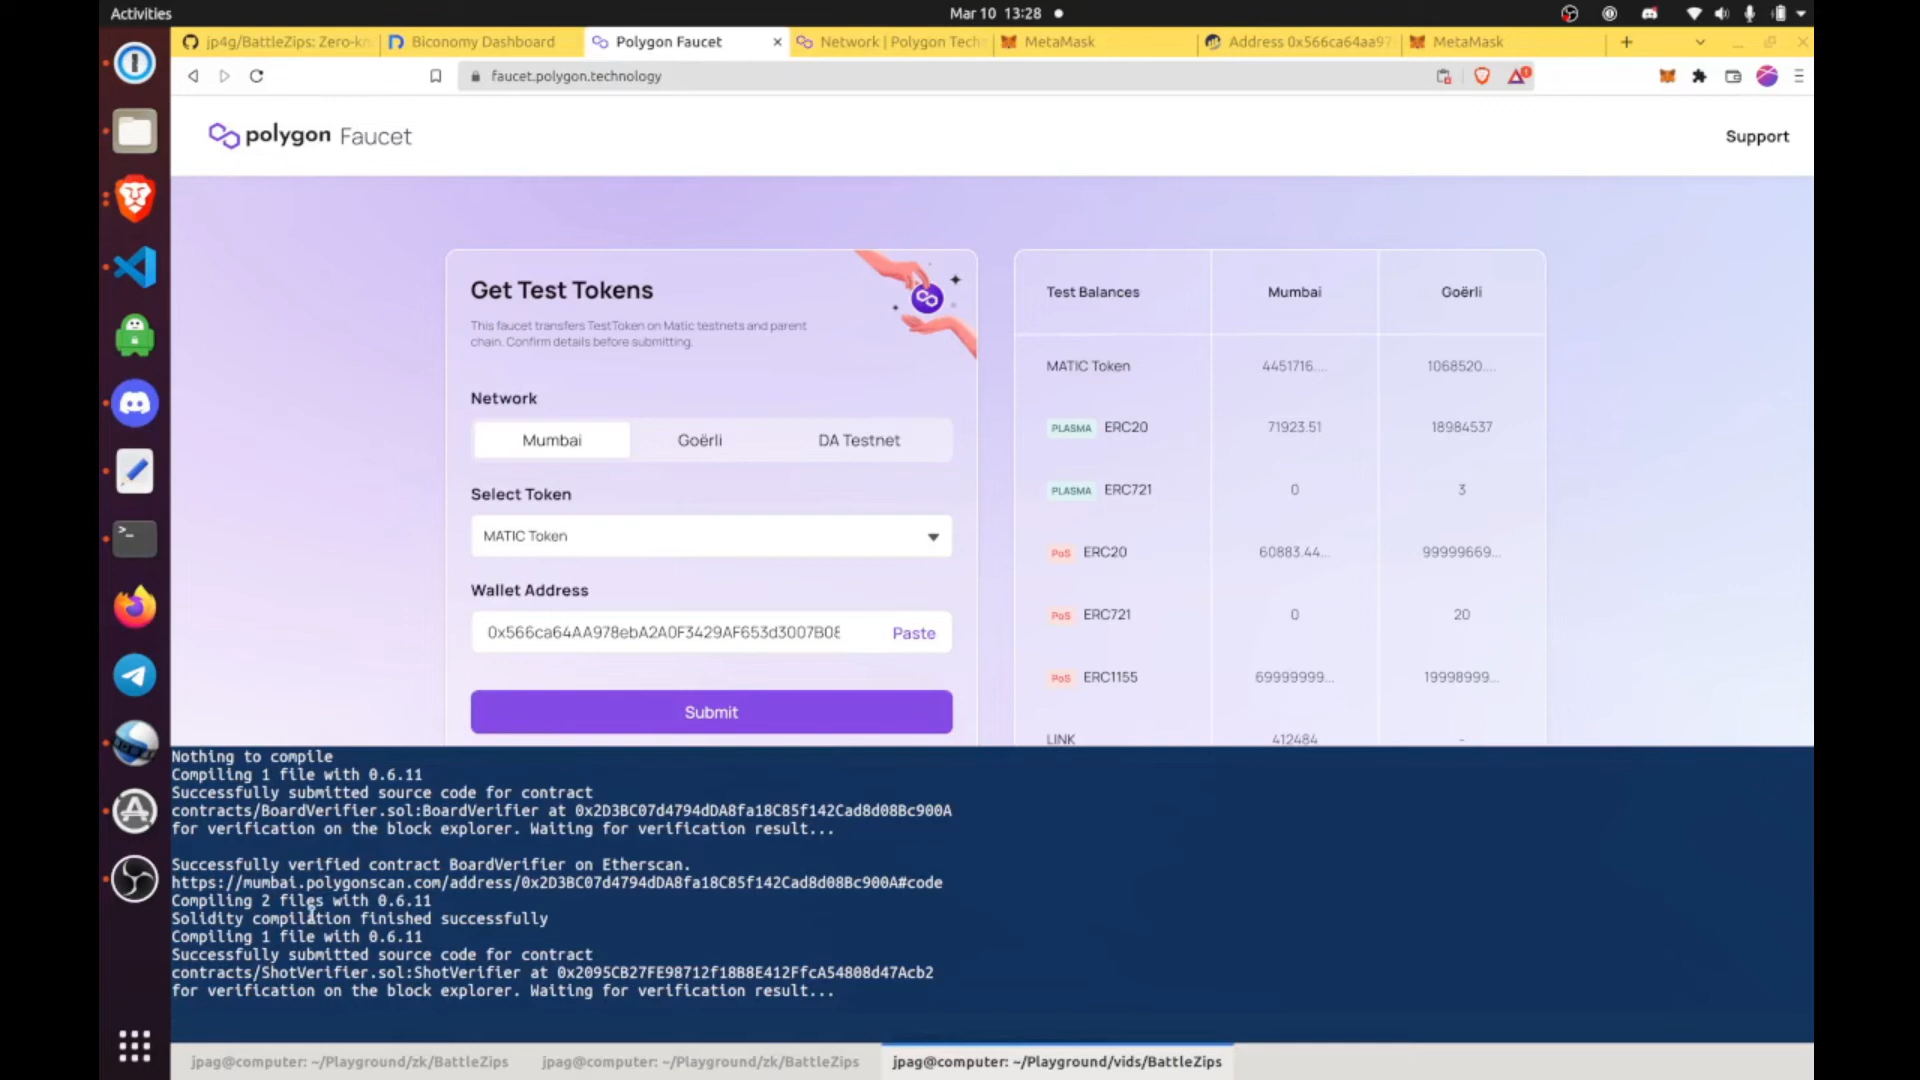 Activities
Mar 10 13:28
jp4g/BattleZips: Zero-kn
Biconomy Dashboard
Polygon Faucet
Network | Polygon Tech
MetaMask
Address 0x566ca64aa97
MetaMask
faucet.polygon.technology
polygon Faucet
Support
Get Test Tokens
This faucet transfers TestToken on Matic testnets and parent
chain. Confirm details before submitting.
Network
Mumbai
Goërli
DA Testnet
Select Token
MATIC Token
Wallet Address
0x566ca64AA978ebA2A0F3429AF653d3007B0E
Paste
Submit
Test Balances Mumbai Goërli
MATIC Token 4451716.... 1068520....
PLASMA ERC20 71923.51 18984537
PLASMA ERC721 0 3
PoS ERC20 60883.44... 99999669...
PoS ERC721 0 20
PoS ERC1155 69999999... 19998999...
LINK 412484 -
Nothing to compile
Compiling 1 file with 0.6.11
Successfully submitted source code for contract
contracts/BoardVerifier.sol:BoardVerifier at 0x2D3BC07d4794dDA8fa18C85f142Cad8d08Bc900A
for verification on the block explorer. Waiting for verification result...
Successfully verified contract BoardVerifier on Etherscan.
https://mumbai.polygonscan.com/address/0x2D3BC07d4794dDA8fa18C85f142Cad8d08Bc900A#code
Compiling 2 files with 0.6.11
Solidity compilation finished successfully
Compiling 1 file with 0.6.11
Successfully submitted source code for contract
contracts/ShotVerifier.sol:ShotVerifier at 0x2095CB27FE98712f18B8E412FfcA54808d47Acb2
for verification on the block explorer. Waiting for verification result...
jpag@computer: ~/Playground/zk/BattleZips
jpag@computer: ~/Playground/zk/BattleZips
jpag@computer: ~/Playground/vids/BattleZips